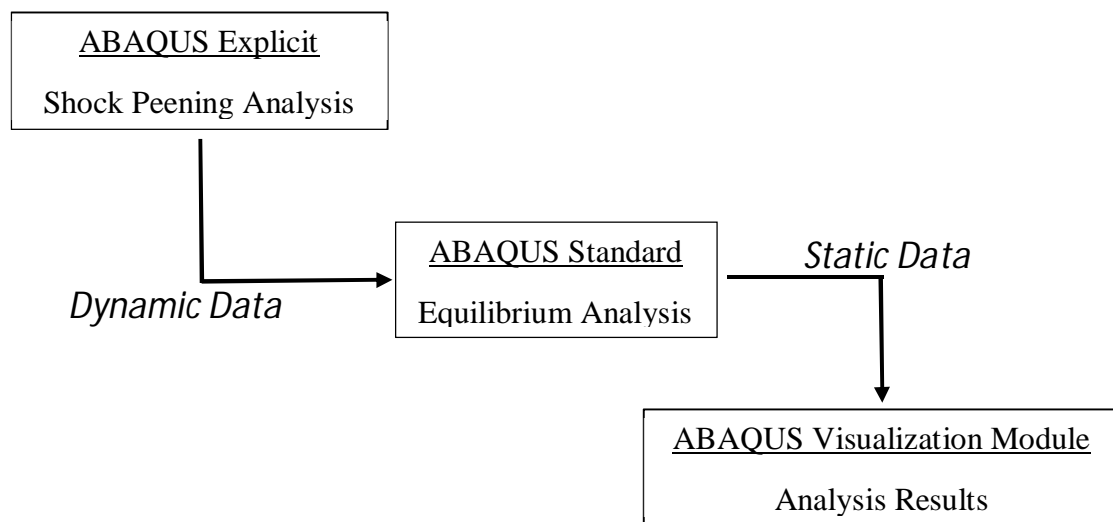 ABAQUS Explicit
Shock Peening Analysis
Dynamic Data
ABAQUS Standard
Equilibrium Analysis
Static Data
ABAQUS Visualization Module
Analysis Results